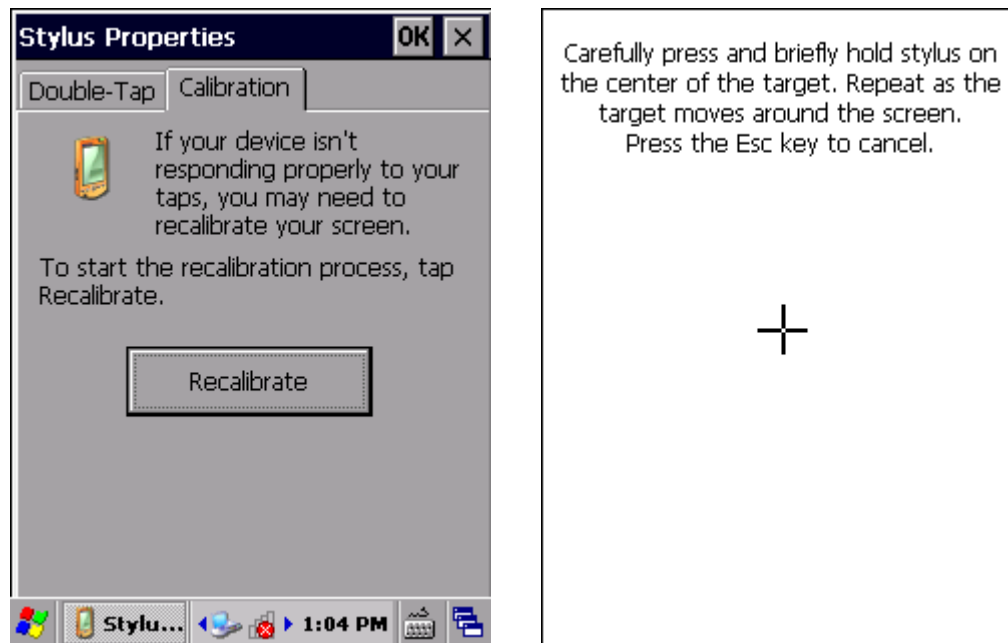 Stylus Properties OK ×
Double-Tap Calibration
If your device isn't
responding properly to your
taps, you may need to
recalibrate your screen.
To start the recalibration process, tap
Recalibrate.
Recalibrate
Stylu... 1:04 PM
Carefully press and briefly hold stylus on
the center of the target. Repeat as the
target moves around the screen.
Press the Esc key to cancel.